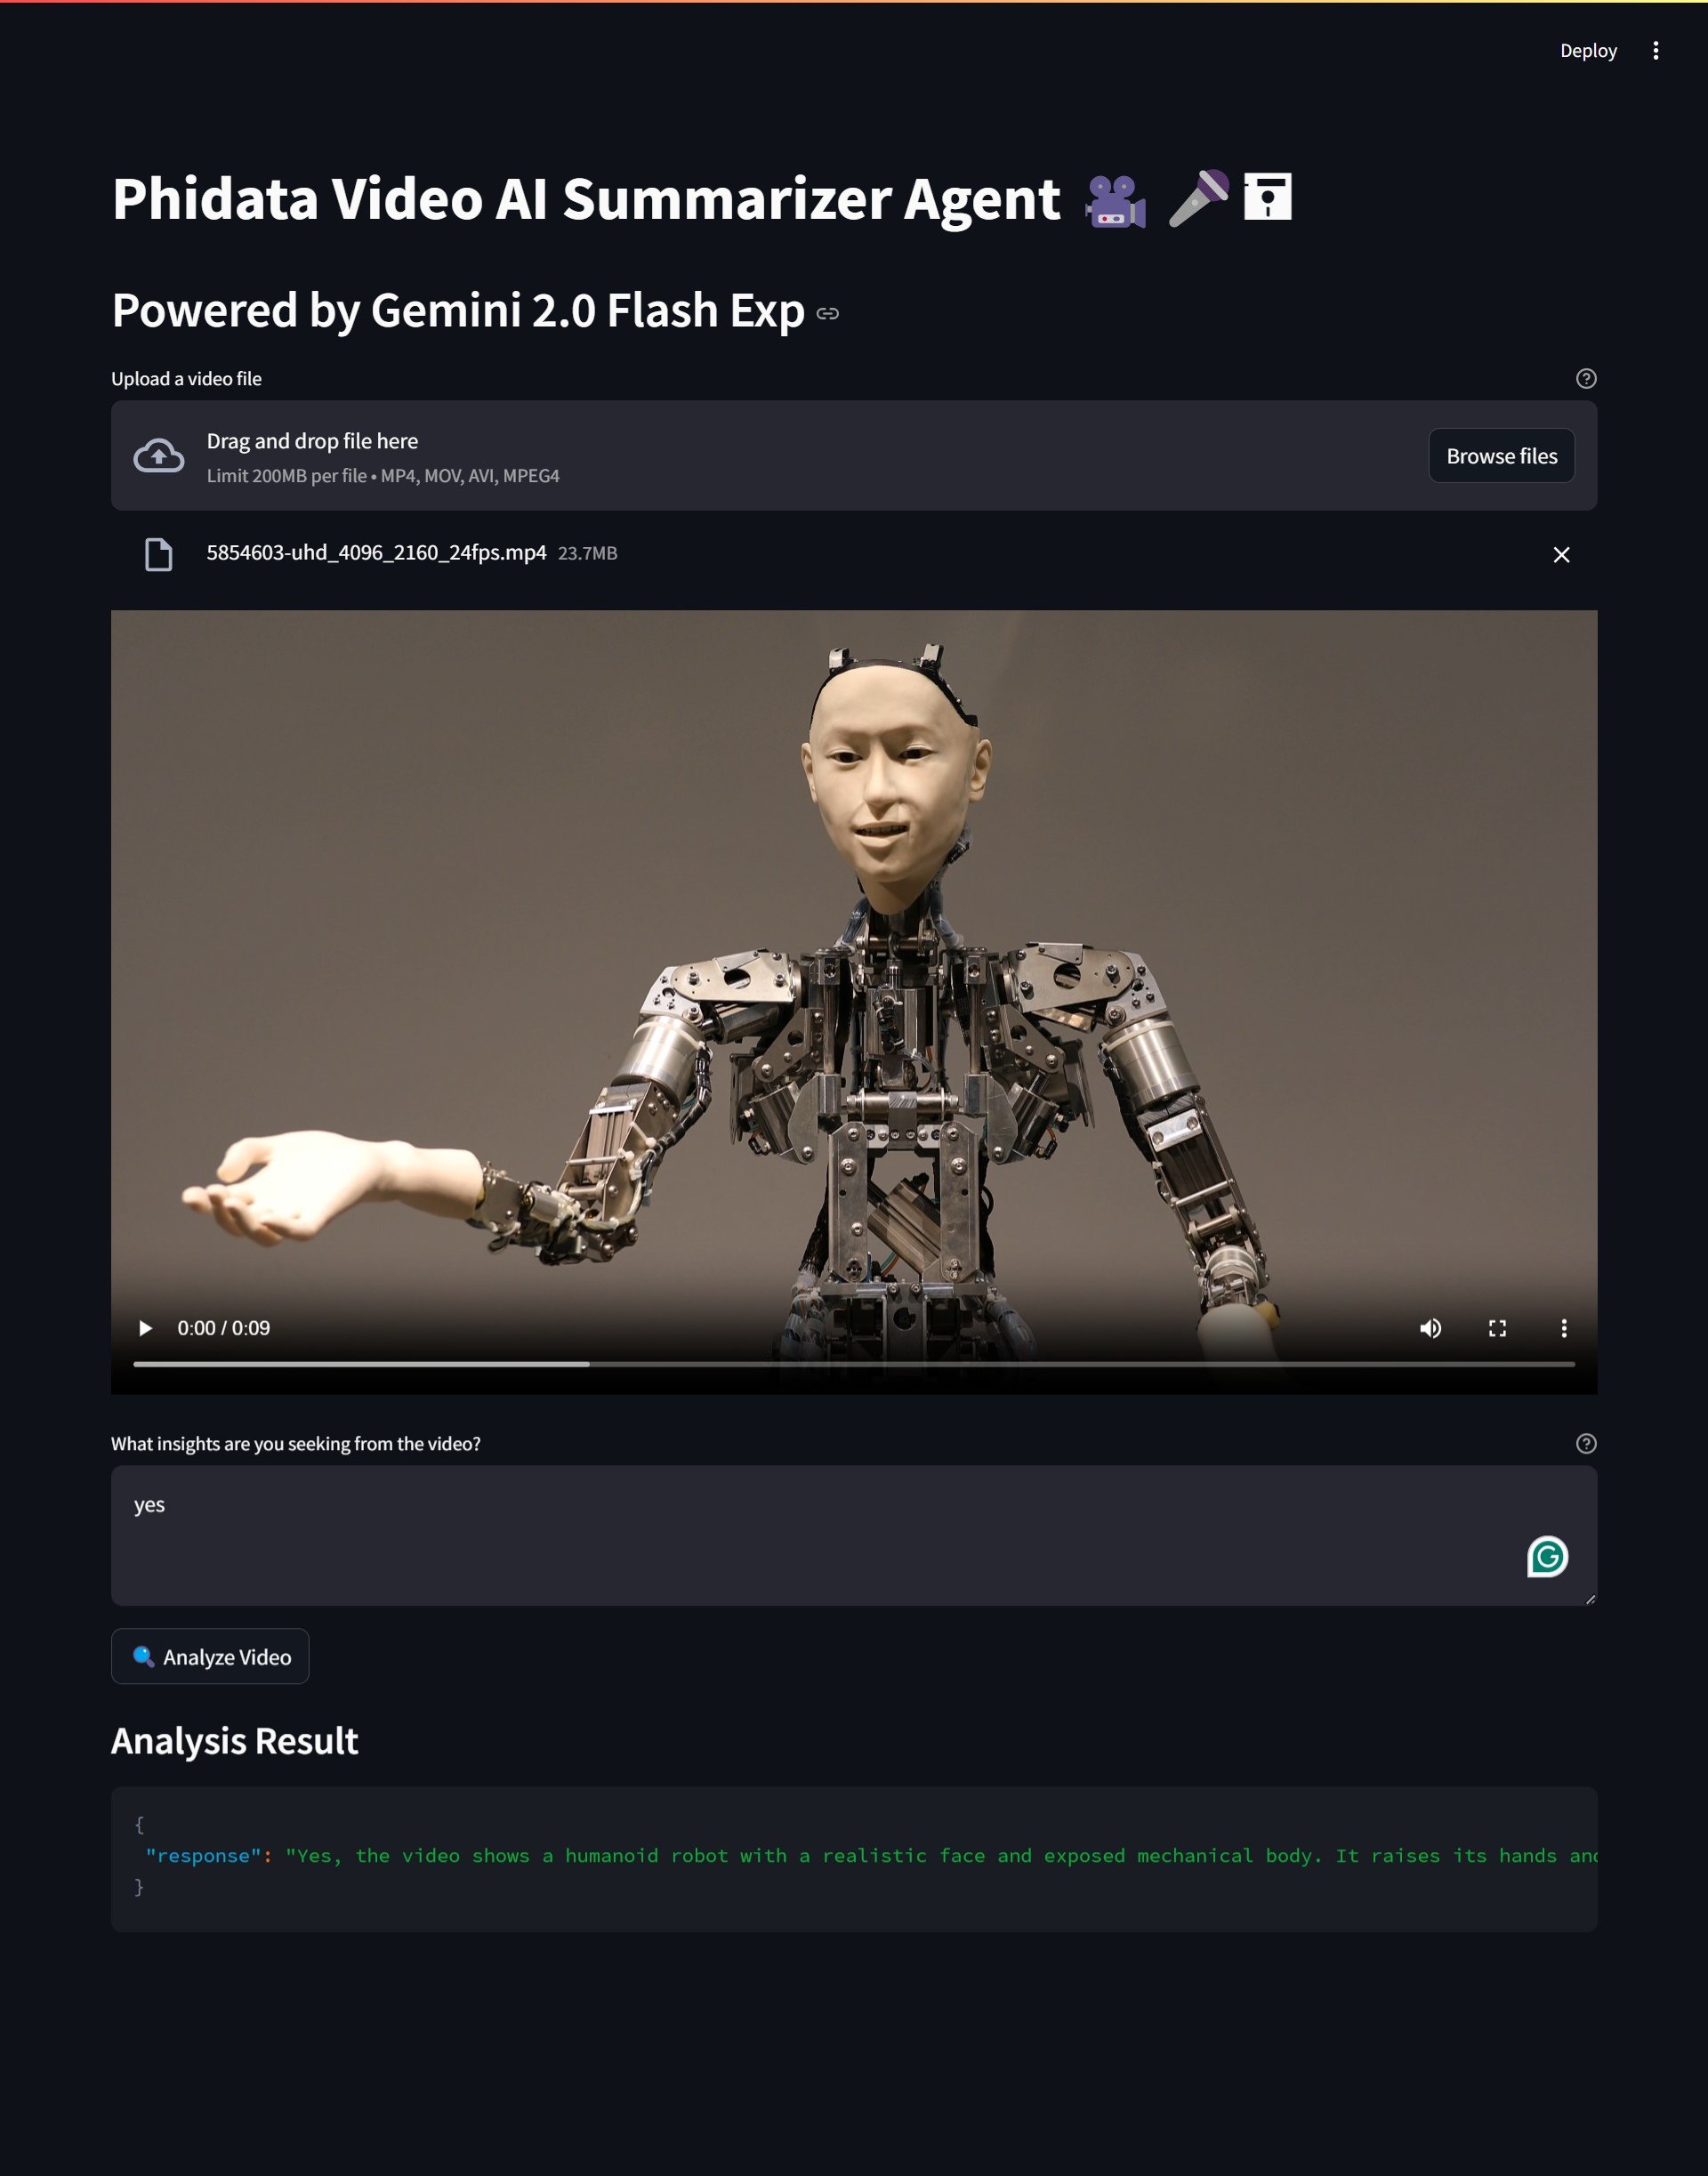 Deploy
Phidata Video AI Summarizer Agent 🎥🎤🖬
Powered by Gemini 2.0 Flash Exp
Upload a video file
Drag and drop file here
Limit 200MB per file • MP4, MOV, AVI, MPEG4
Browse files
5854603-uhd_4096_2160_24fps.mp4 23.7MB
0:00 / 0:09
What insights are you seeking from the video?
yes
🔍 Analyze Video
Analysis Result
{
"response": "Yes, the video shows a humanoid robot with a realistic face and exposed mechanical body. It raises its hands
}